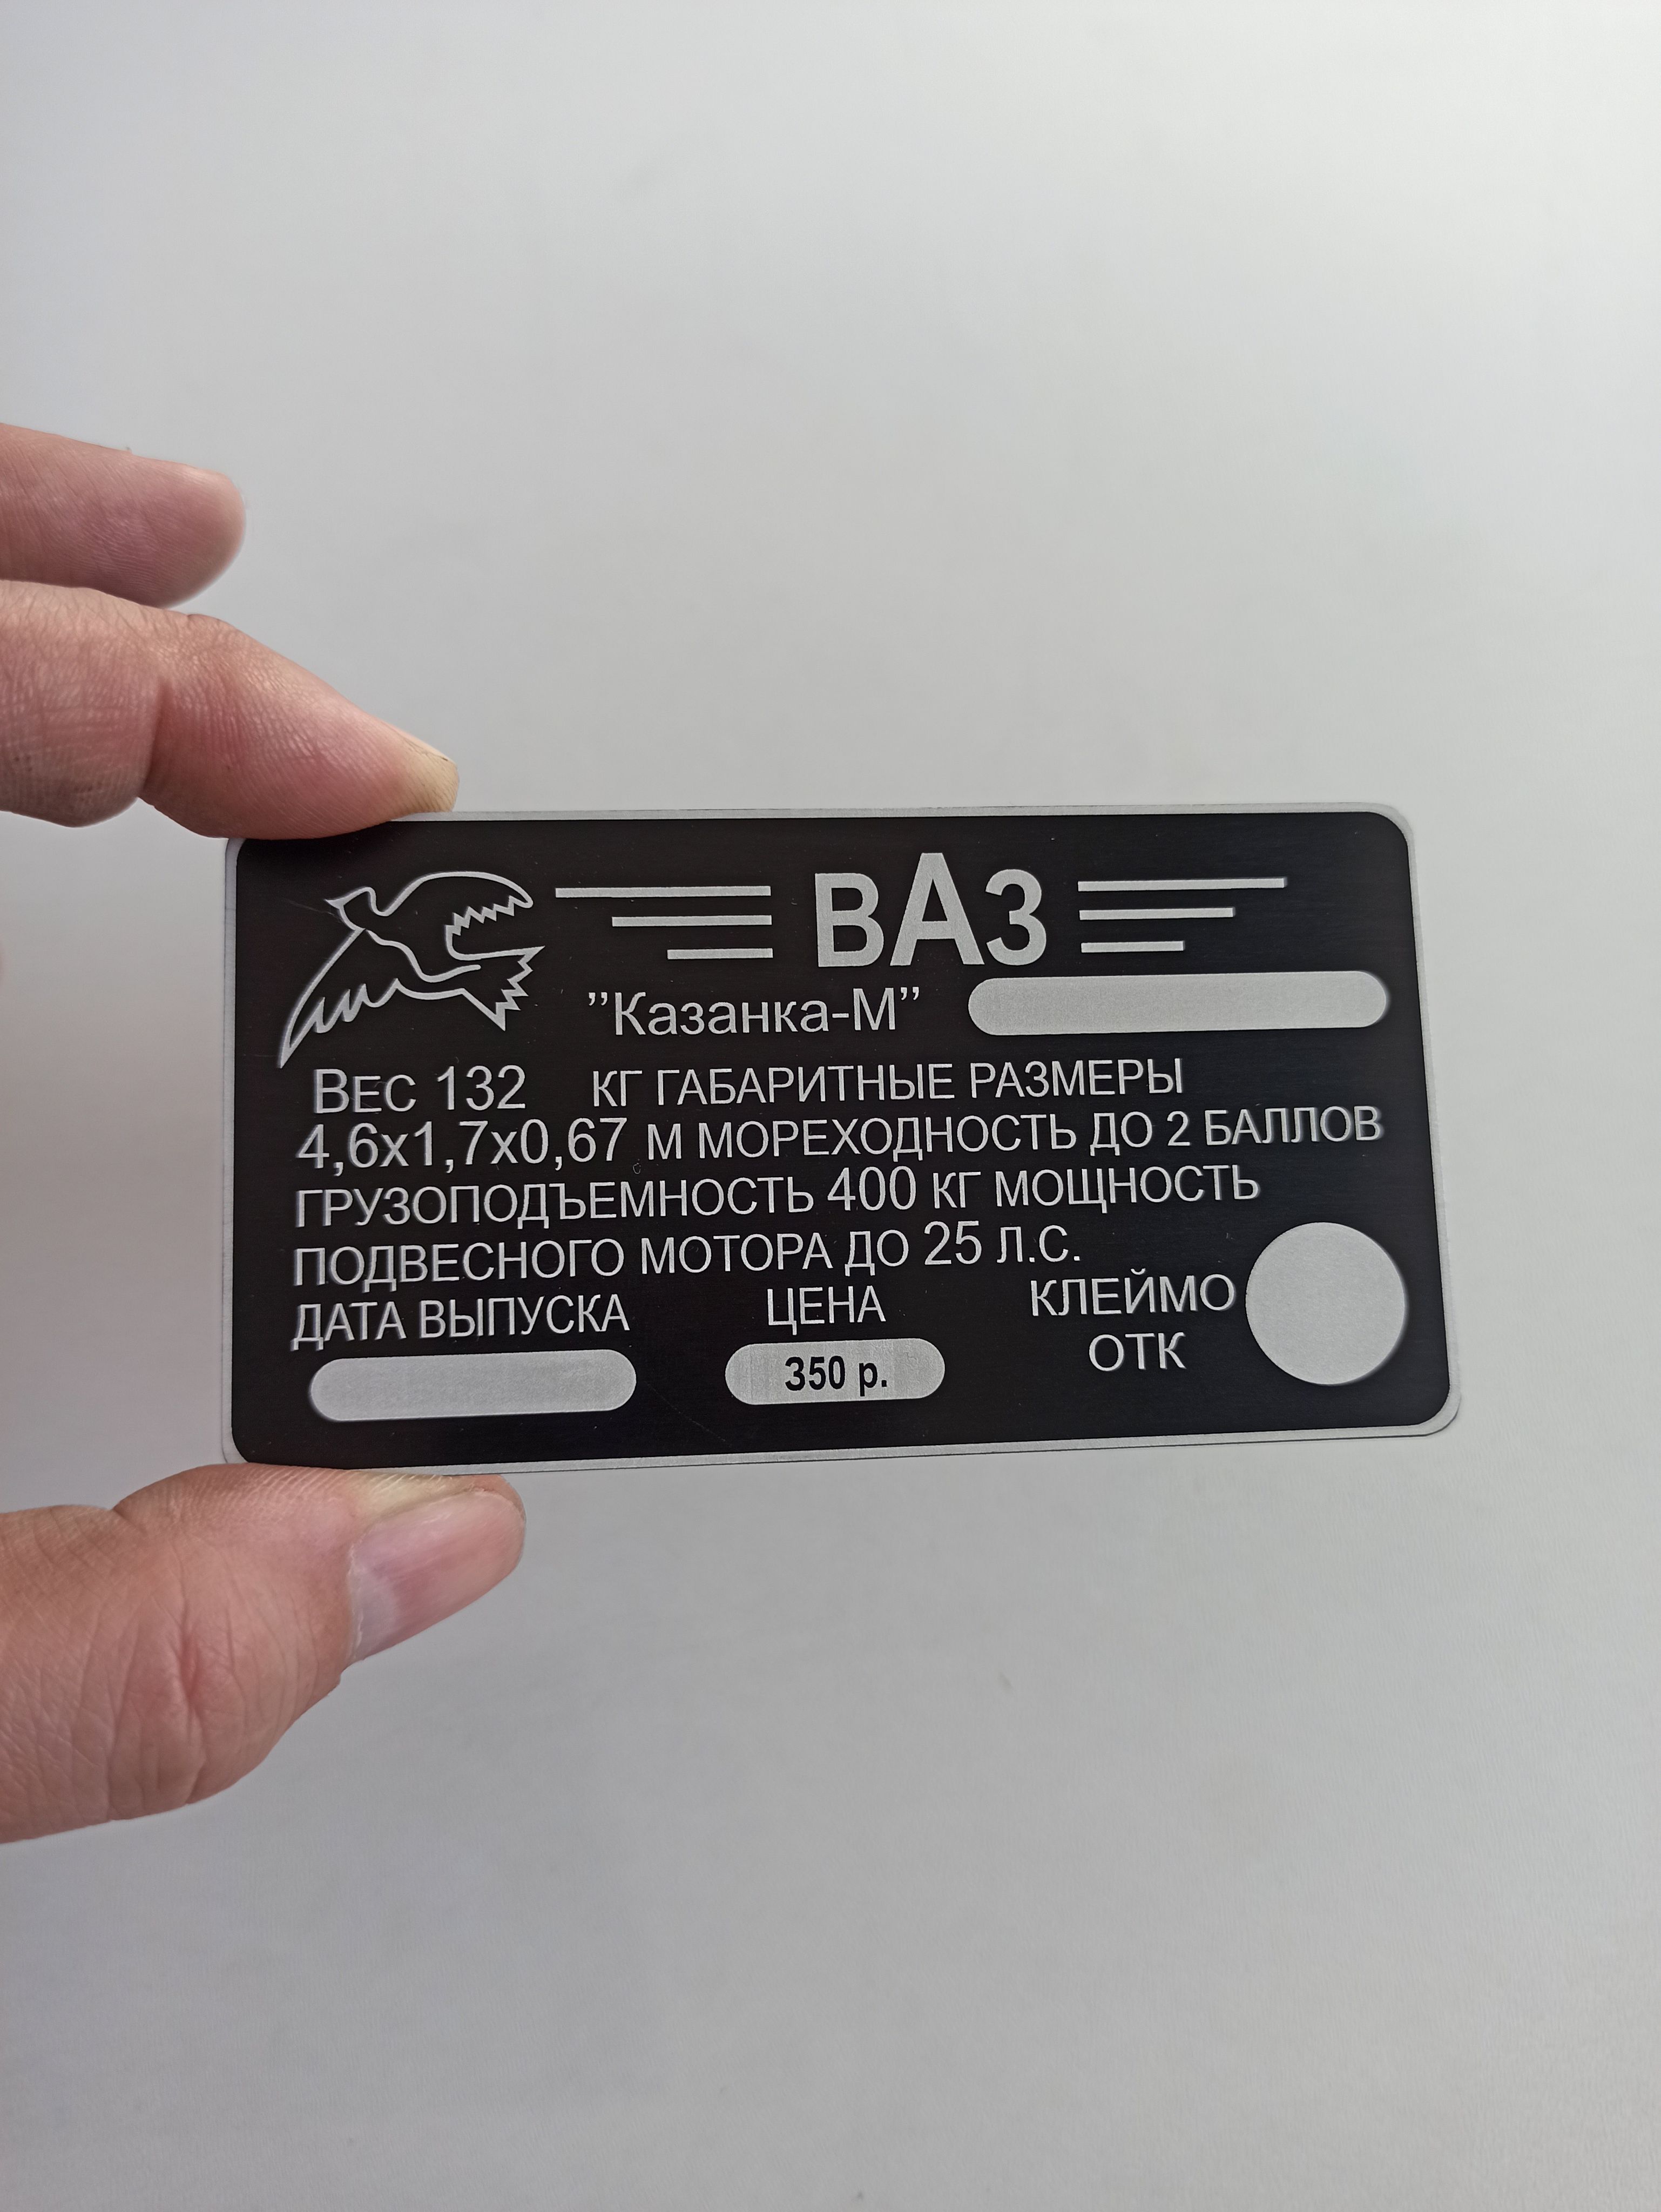 ВАЗ
”Казанка-М”
ВЕС 132 КГ ГАБАРИТНЫЕ РАЗМЕРЫ
4,6х1,7х0,67 М МОРЕХОДНОСТЬ ДО 2 БАЛЛОВ
ГРУЗОПОДЪЕМНОСТЬ 400 КГ МОЩНОСТЬ
ПОДВЕСНОГО МОТОРА ДО 25 Л.С.
ДАТА ВЫПУСКА ЦЕНА КЛЕЙМО
ОТК
350 р.